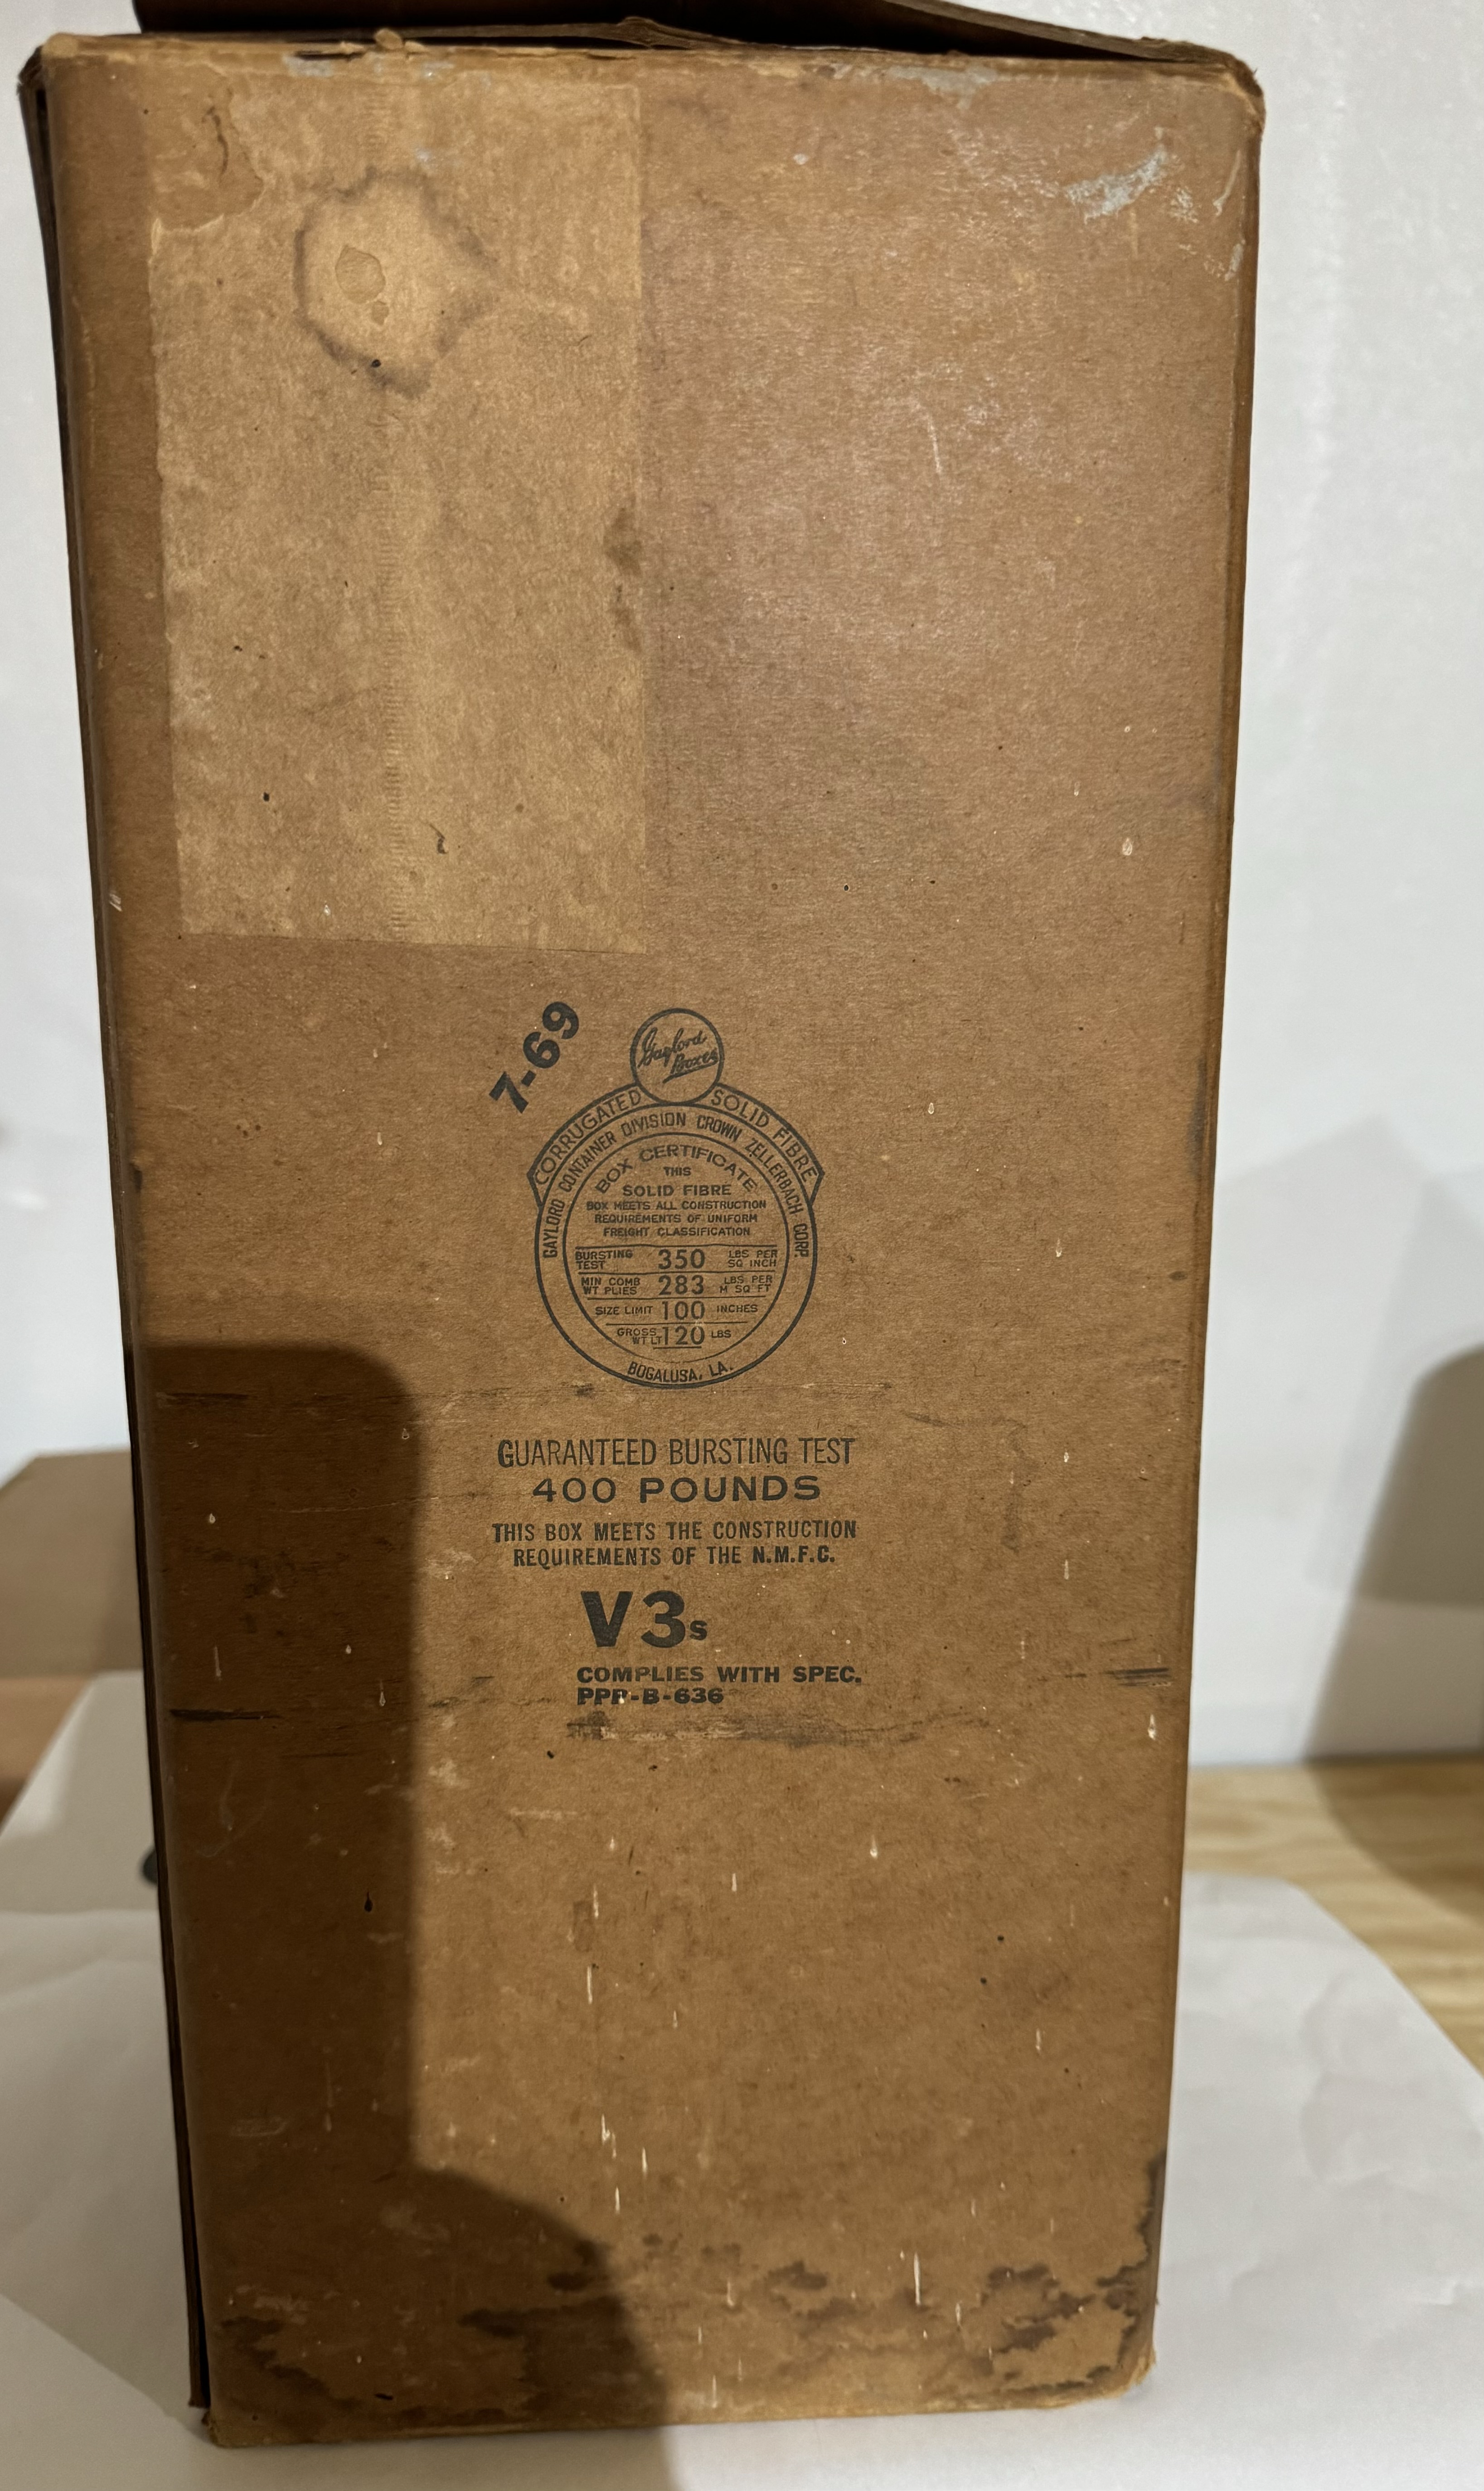 7-69
Gaylord
Boxes
CORRUGATED SOLID FIBRE
GAYLORD CONTAINER DIVISION CROWN ZELLERBACH CORP.
BOX CERTIFICATE
THIS
SOLID FIBRE
BOX MEETS ALL CONSTRUCTION
REQUIREMENTS OF UNIFORM
FREIGHT CLASSIFICATION
BURSTING TEST 350 LBS PER SQ INCH
MIN COMB WT PLIES 283 LBS PER M SQ FT
SIZE LIMIT 100 INCHES
GROSS WT LT 120 LBS
BOGALUSA, LA.
GUARANTEED BURSTING TEST
400 POUNDS
THIS BOX MEETS THE CONSTRUCTION
REQUIREMENTS OF THE N.M.F.C.
V3s
COMPLIES WITH SPEC.
PPP-B-636